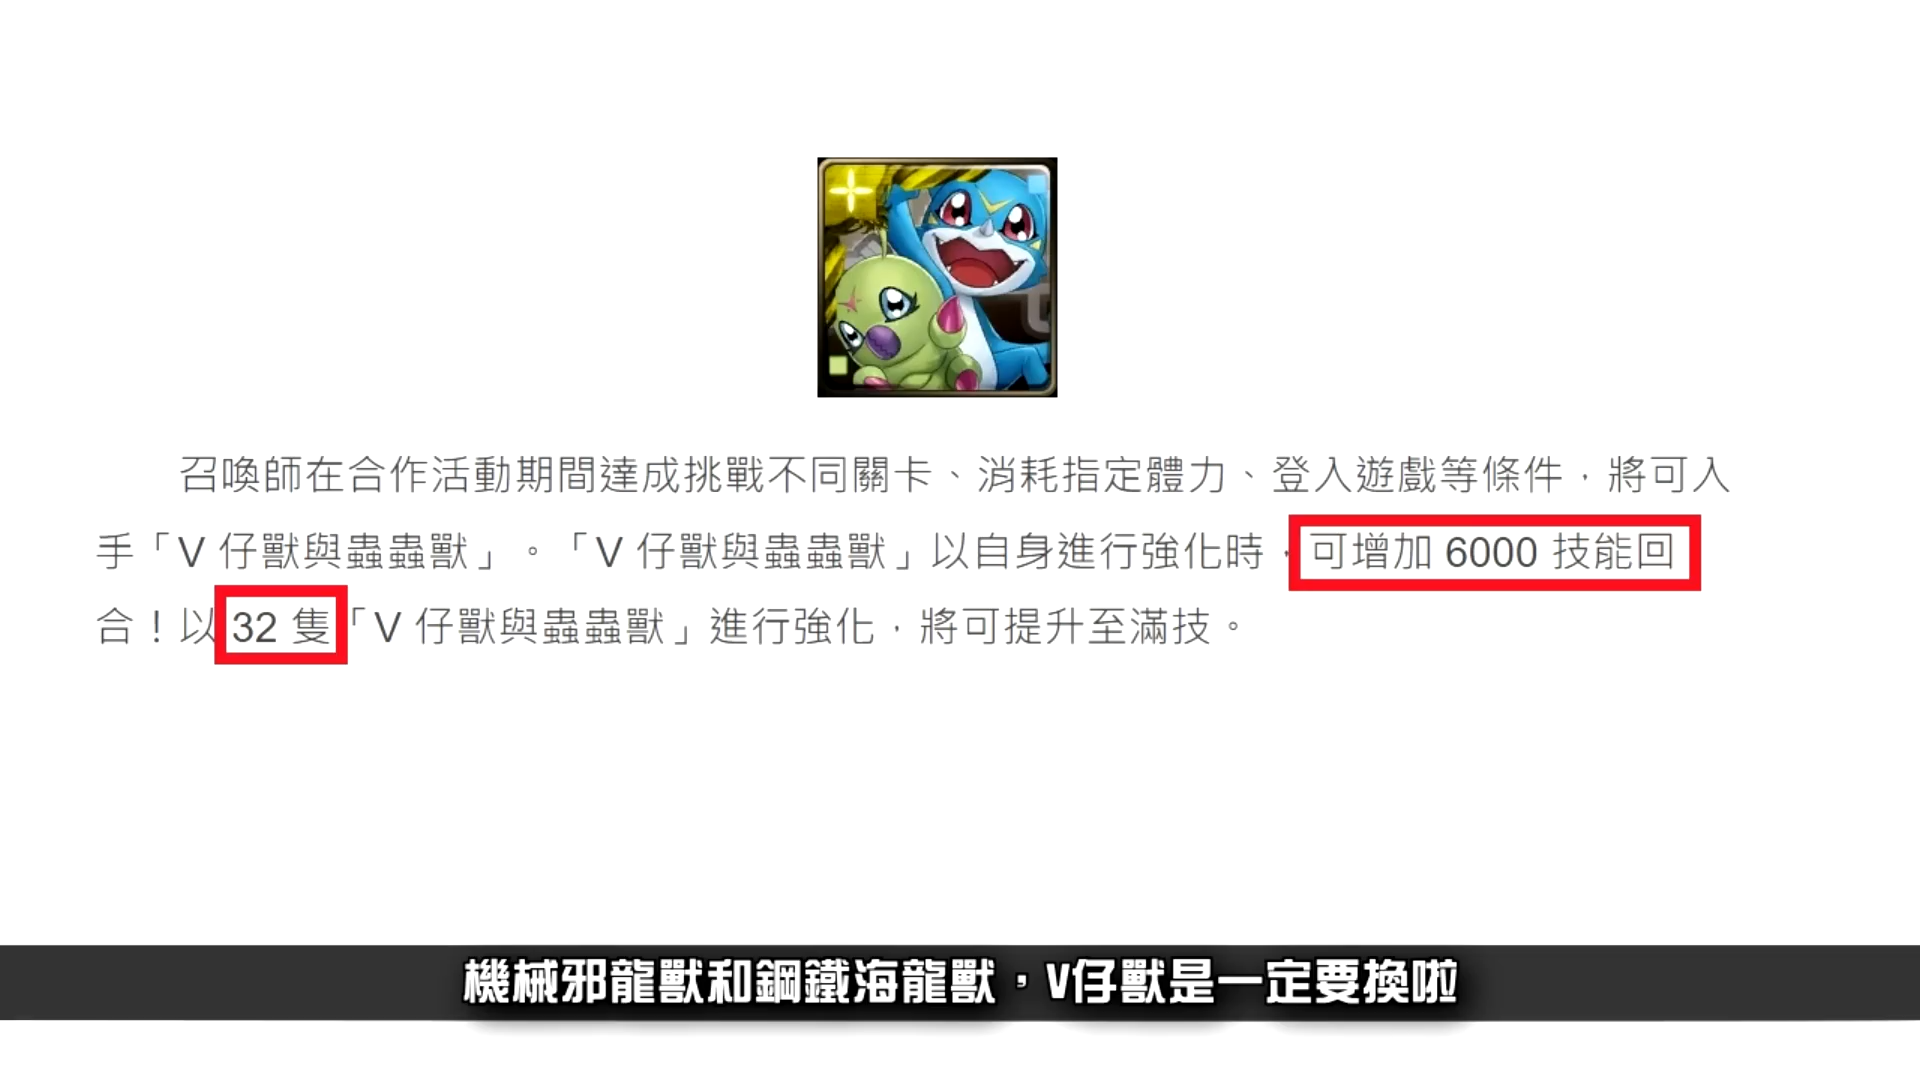 召喚師在合作活動期間達成挑戰不同關卡、消耗指定體力、登入遊戲等條件，將可入
手「V 仔獸與蟲蟲獸」。「V 仔獸與蟲蟲獸」以自身進行強化時，可增加 6000 技能回
合！以 32 隻「V 仔獸與蟲蟲獸」進行強化，將可提升至滿技。
機械邪龍獸和鋼鐵海龍獸，V仔獸是一定要換啦